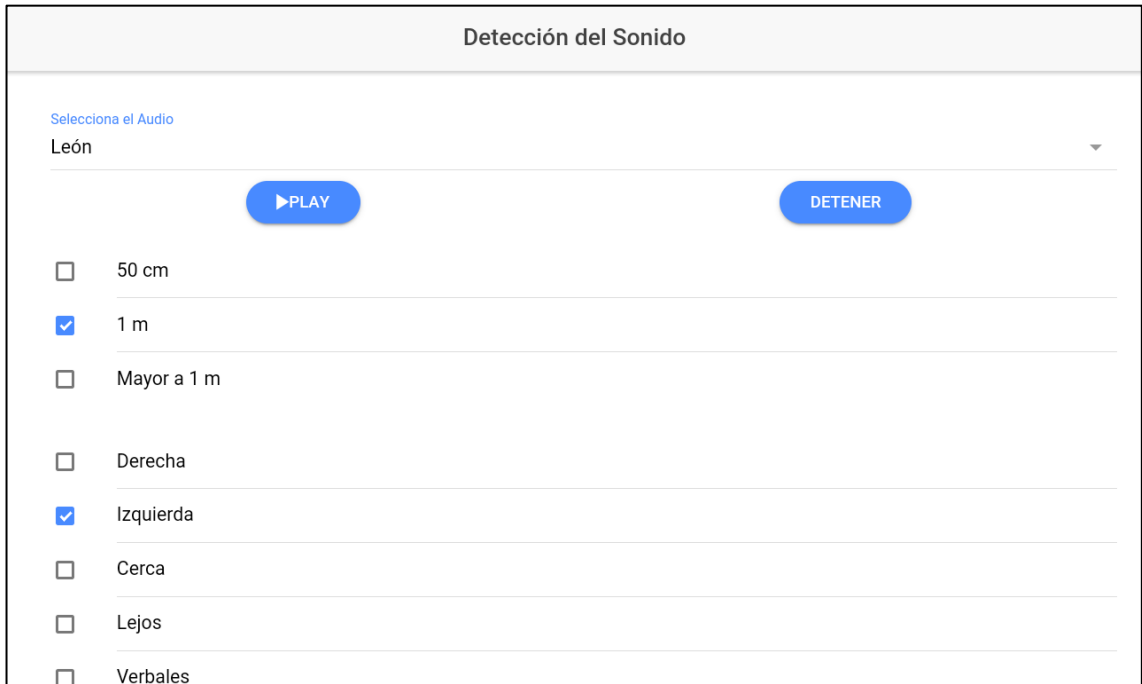 Detección del Sonido
Selecciona el Audio
León
PLAY DETENER
50 cm
1 m
Mayor a 1 m
Derecha
Izquierda
Cerca
Lejos
Verbales